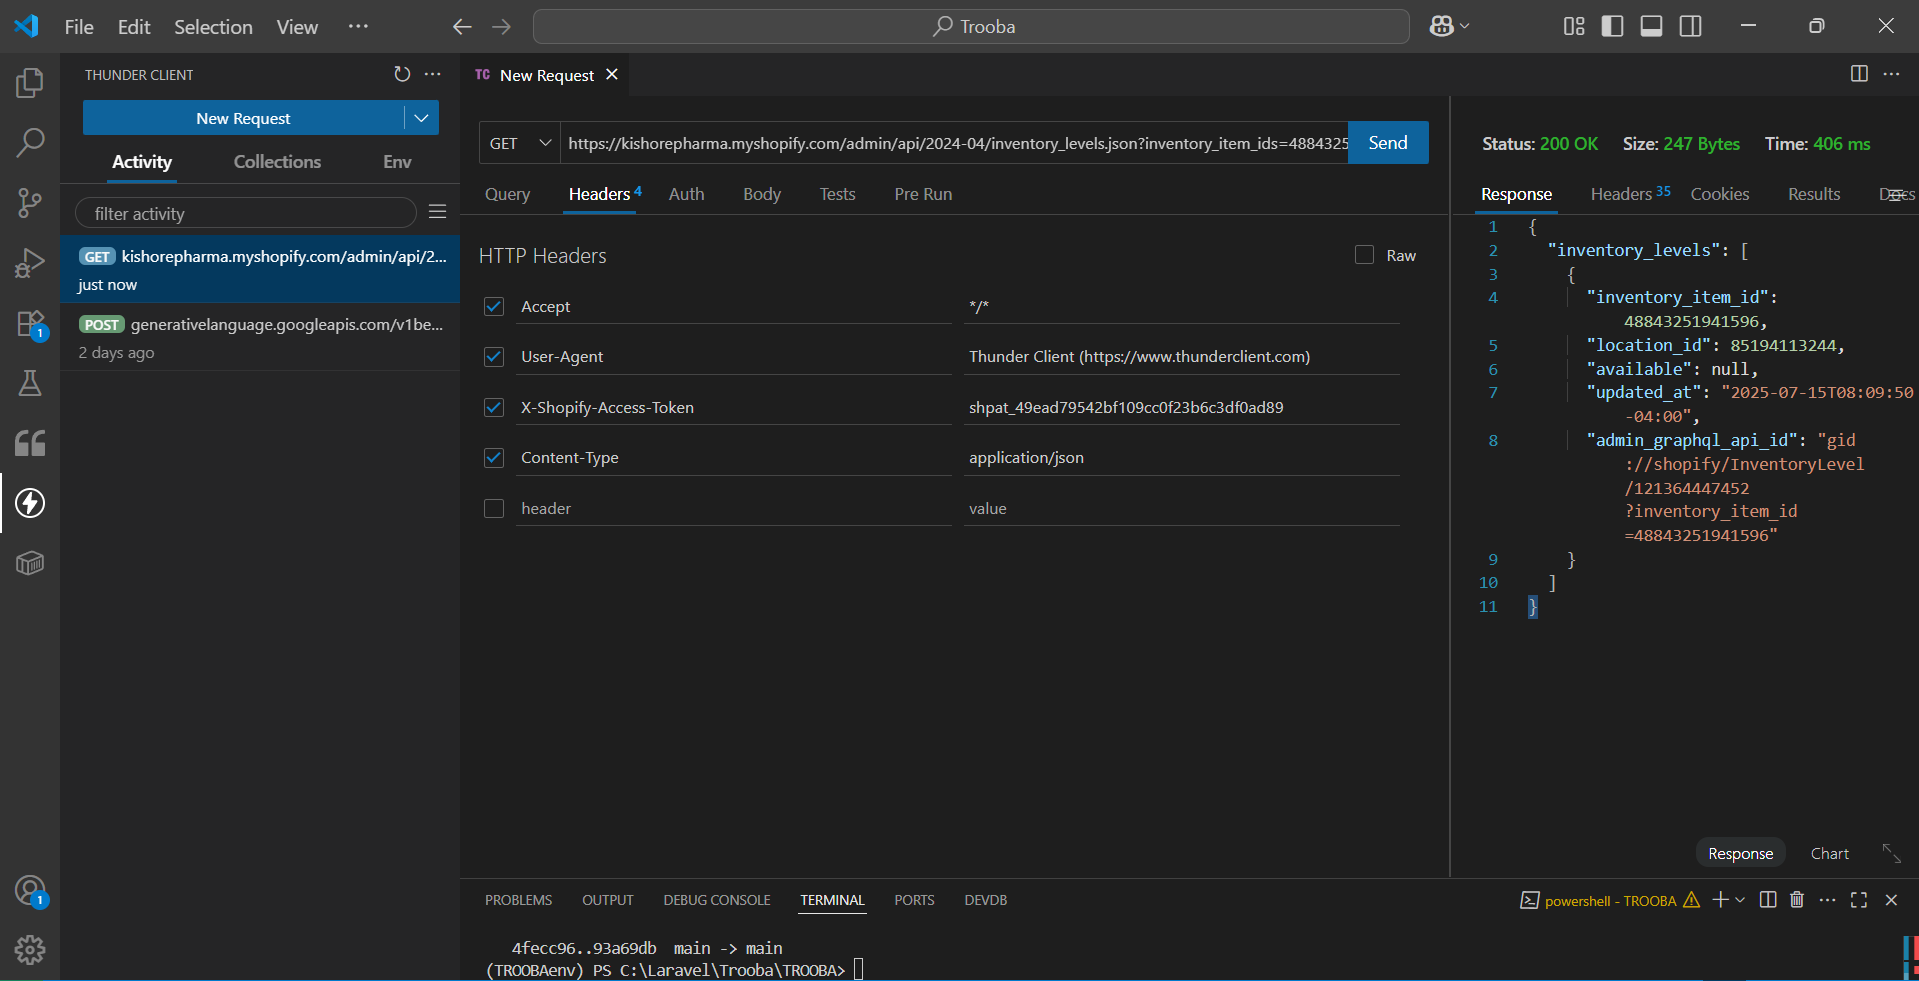 File Edit Selection View ···
Trooba
THUNDER CLIENT
New Request
Activity Collections Env
filter activity
GET kishorepharma.myshopify.com/admin/api/2...
just now
POST generativelanguage.googleapis.com/v1be...
2 days ago
1
1
TC New Request
GET https://kishorepharma.myshopify.com/admin/api/2024-04/inventory_levels.json?inventory_item_ids=4884325 Send
Query Headers 4 Auth Body Tests Pre Run
HTTP Headers Raw
Accept */*
User-Agent Thunder Client (https://www.thunderclient.com)
X-Shopify-Access-Token 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
Content-Type application/json
header value
Status: 200 OK Size: 247 Bytes Time: 406 ms
Response Headers 35 Cookies Results Docs
1 {
2 "inventory_levels": [
3 {
4 "inventory_item_id":
48843251941596,
5 "location_id": 85194113244,
6 "available": null,
7 "updated_at": "2025-07-15T08:09:50
-04:00",
8 "admin_graphql_api_id": "gid
://shopify/InventoryLevel
/121364447452
?inventory_item_id
=48843251941596"
9 }
10 ]
11 }
Response Chart
PROBLEMS OUTPUT DEBUG CONSOLE TERMINAL PORTS DEVDB
powershell - TROOBA
4fecc96..93a69db main -> main
(TROOBAenv) PS C:\Laravel\Trooba\TROOBA>